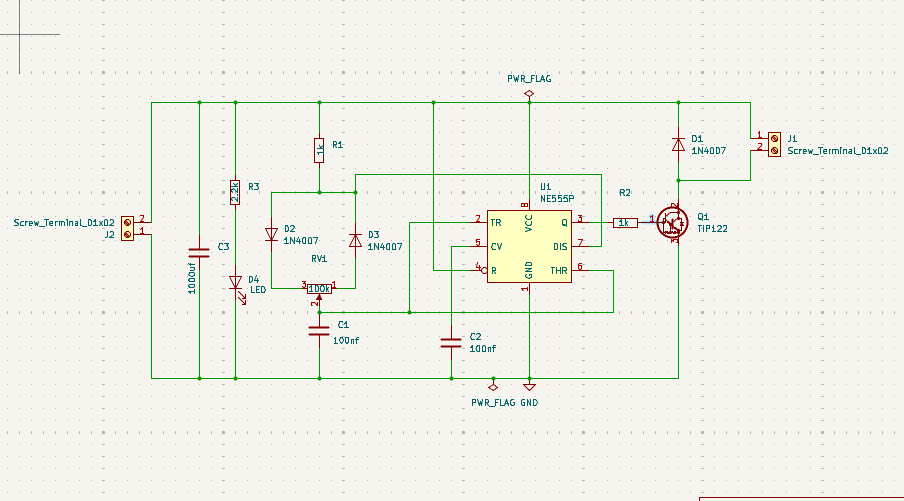 PWR_FLAG
R1
1k
D1
1N4007
1
2
J1
Screw_Terminal_01x02
R3
2.2k
U1
NE555P
R2
1k
Screw_Terminal_01x02
J2
2
1
D2
1N4007
D3
1N4007
8
VCC
2
TR
5
CV
4
R
Q
3
DIS
7
THR
6
GND
1
1
2
3
Q1
TIP122
C3
1000uf
D4
LED
RV1
3
100k
1
2
C1
100nf
C2
100nf
PWR_FLAG
GND